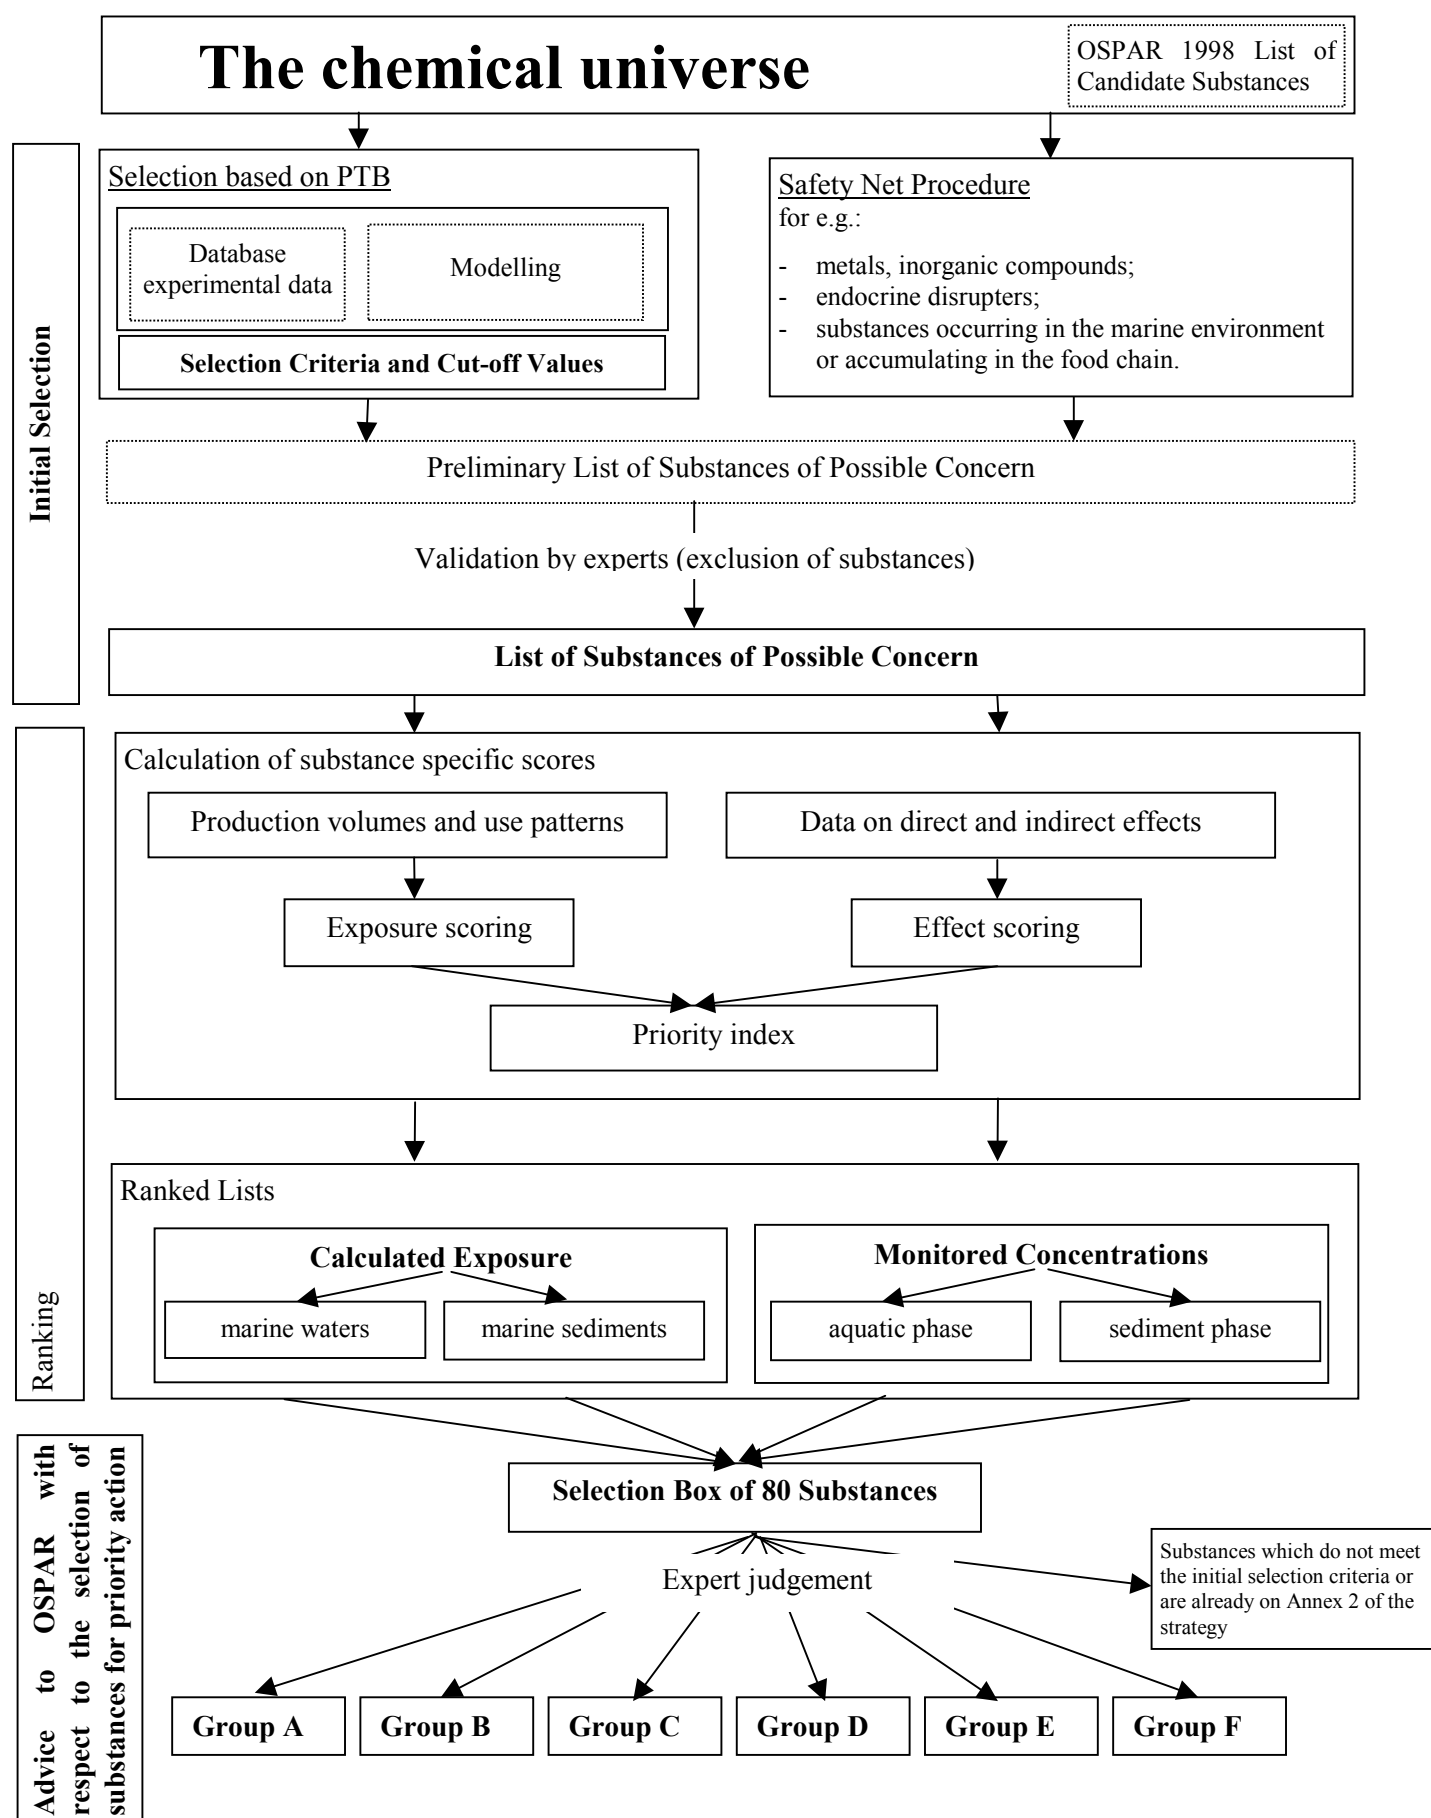 The chemical universe
OSPAR 1998 List of
Candidate Substances
Initial Selection
Selection based on PTB
Database
experimental data
Modelling
Selection Criteria and Cut-off Values
Safety Net Procedure
for e.g.:
- metals, inorganic compounds;
- endocrine disrupters;
- substances occurring in the marine environment
or accumulating in the food chain.
Preliminary List of Substances of Possible Concern
Validation by experts (exclusion of substances)
List of Substances of Possible Concern
Ranking
Calculation of substance specific scores
Production volumes and use patterns
Data on direct and indirect effects
Exposure scoring
Effect scoring
Priority index
Ranked Lists
Calculated Exposure
marine waters
marine sediments
Monitored Concentrations
aquatic phase
sediment phase
Advice to OSPAR with
respect to the selection of
substances for priority action
Selection Box of 80 Substances
Expert judgement
Substances which do not meet
the initial selection criteria or
are already on Annex 2 of the
strategy
Group A
Group B
Group C
Group D
Group E
Group F